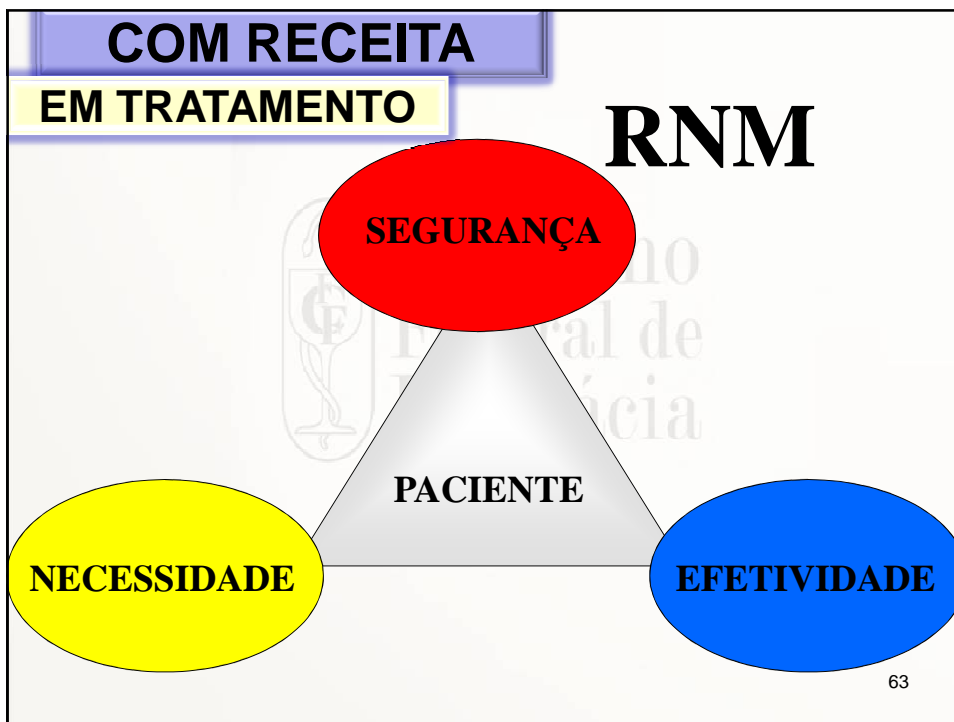 COM RECEITA
EM TRATAMENTO
RNM
SEGURANÇA
PACIENTE
NECESSIDADE
EFETIVIDADE
63